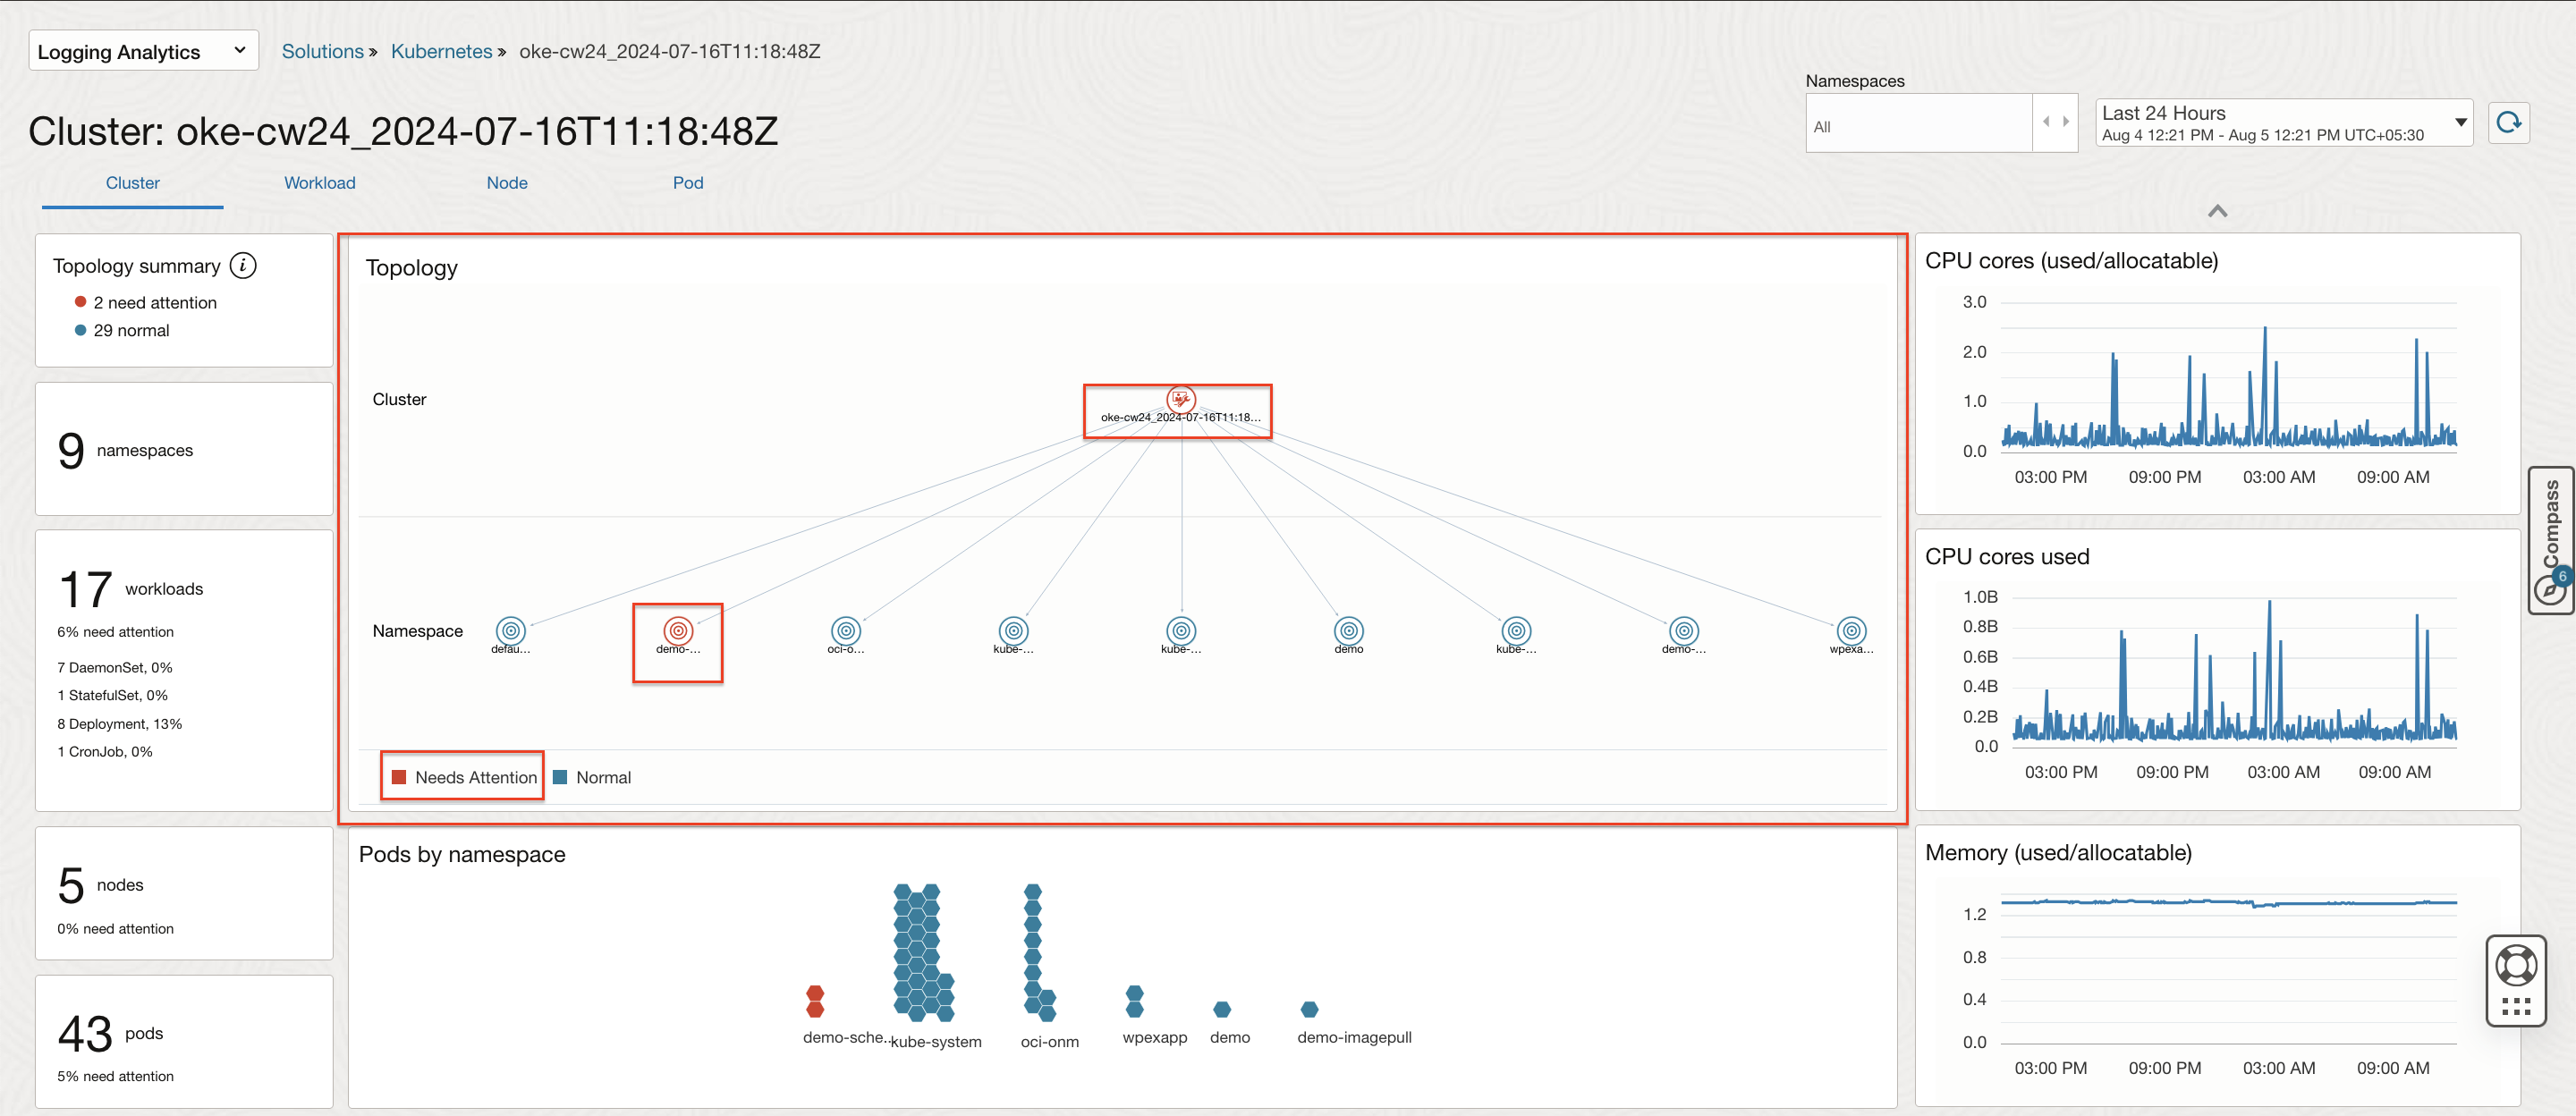 Logging Analytics
Solutions » Kubernetes » oke-cw24_2024-07-16T11:18:48Z
Namespaces
All
Last 24 Hours
Aug 4 12:21 PM - Aug 5 12:21 PM UTC+05:30
Cluster: oke-cw24_2024-07-16T11:18:48Z
Cluster
Workload
Node
Pod
Topology summary i
2 need attention
29 normal
9 namespaces
17 workloads
6% need attention
7 DaemonSet, 0%
1 StatefulSet, 0%
8 Deployment, 13%
1 CronJob, 0%
5 nodes
0% need attention
43 pods
5% need attention
Topology
Cluster
oke-cw24_2024-07-16T11:18...
Namespace
defau...
demo-...
oci-o...
kube-...
kube-...
demo
kube-...
demo-...
wpexa...
Needs Attention
Normal
Pods by namespace
demo-sche...
kube-system
oci-onm
wpexapp
demo
demo-imagepull
CPU cores (used/allocatable)
3.0
2.0
1.0
0.0
03:00 PM
09:00 PM
03:00 AM
09:00 AM
CPU cores used
1.0B
0.8B
0.6B
0.4B
0.2B
0.0
03:00 PM
09:00 PM
03:00 AM
09:00 AM
Memory (used/allocatable)
1.2
0.8
0.4
0.0
03:00 PM
09:00 PM
03:00 AM
09:00 AM
Compass
6